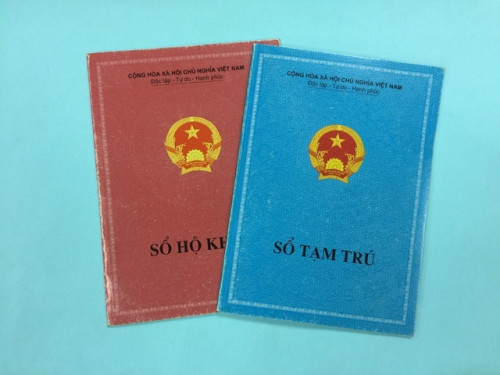 CỘNG HÒA XÃ HỘI CHỦ NGHĨA VIỆT NAM
Độc lập - Tự do - Hạnh phúc
SỔ HỘ KH
CỘNG HÒA XÃ HỘI CHỦ NGHĨA VIỆT NAM
Độc lập - Tự do - Hạnh phúc
SỔ TẠM TRÚ